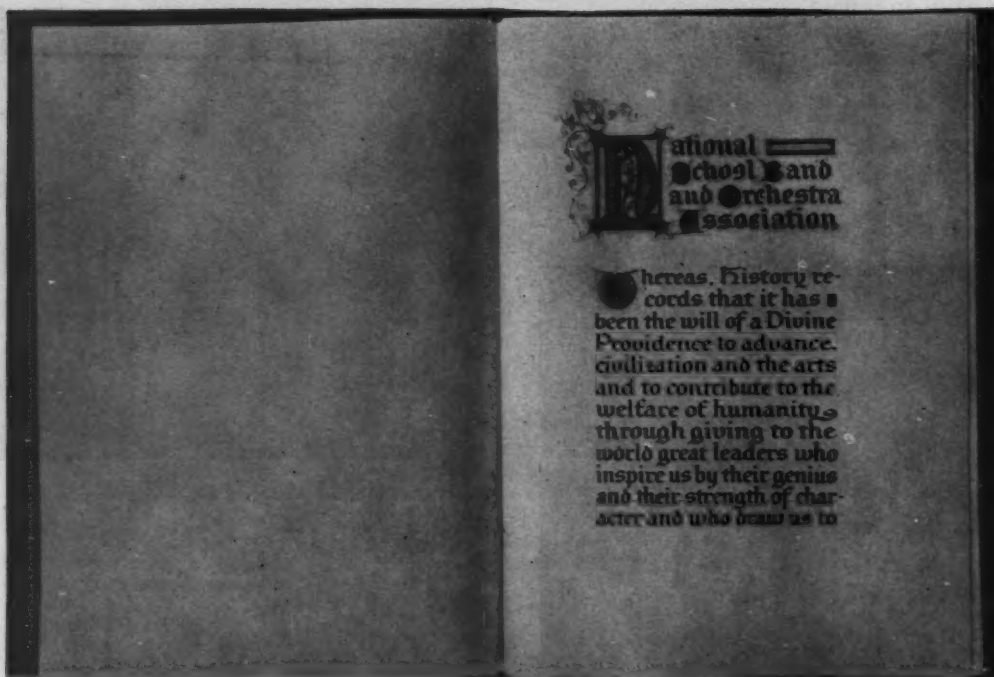 National
School Band
and Orchestra
Association
Whereas, History re-
cords that it has
been the will of a Divine
Providence to advance
civilization and the arts
and to contribute to the
welfare of humanity
through giving to the
world great leaders who
inspire us by their genius
and their strength of char-
acter and who draw us to